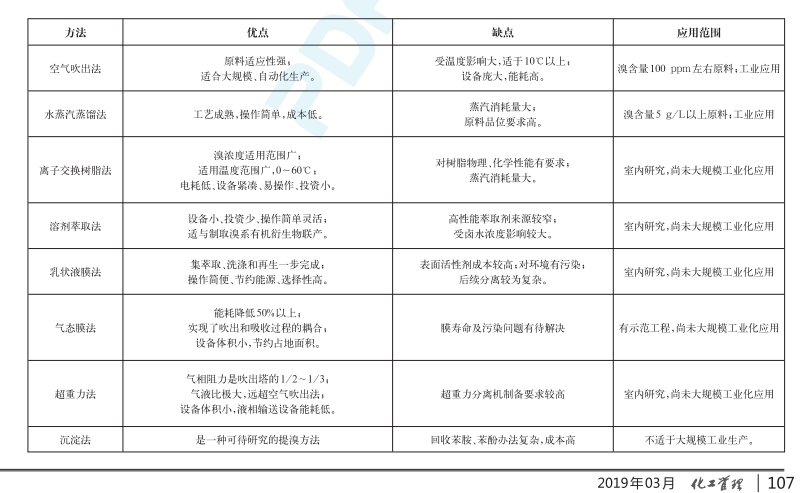 方法 优点 缺点 应用范围
空气吹出法
原料适应性强；
适合大规模、自动化生产。
受温度影响大，适于10℃以上；
设备庞大，能耗高。
溴含量100 ppm左右原料；工业应用
水蒸汽蒸馏法
工艺成熟，操作简单，成本低。
蒸汽消耗量大；
原料品位要求高。
溴含量5 g/L以上原料；工业应用
离子交换树脂法
溴浓度适用范围广；
适用温度范围广，0～60℃；
电耗低、设备紧凑、易操作、投资小。
对树脂物理、化学性能有要求；
蒸汽消耗量大。
室内研究，尚未大规模工业化应用
溶剂萃取法
设备小、投资少、操作简单灵活；
适与制取溴系有机衍生物联产。
高性能萃取剂来源较窄；
受卤水浓度影响较大。
室内研究，尚未大规模工业化应用
乳状液膜法
集萃取、洗涤和再生一步完成；
操作简便、节约能源、选择性高。
表面活性剂成本较高；对环境有污染；
后续分离较为复杂。
室内研究，尚未大规模工业化应用
气态膜法
能耗降低50%以上；
实现了吹出和吸收过程的耦合；
设备体积小，节约占地面积。
膜寿命及污染问题有待解决
有示范工程，尚未大规模工业化应用
超重力法
气相阻力是吹出塔的1/2～1/3；
气液比极大，远超空气吹出法；
设备体积小，液相输送设备能耗低。
超重力分离机制备要求较高
室内研究，尚未大规模工业化应用
沉淀法
是一种可待研究的提溴方法
回收苯胺、苯酚办法复杂，成本高
不适于大规模工业生产。
2019年03月 化工管理 107
PDF